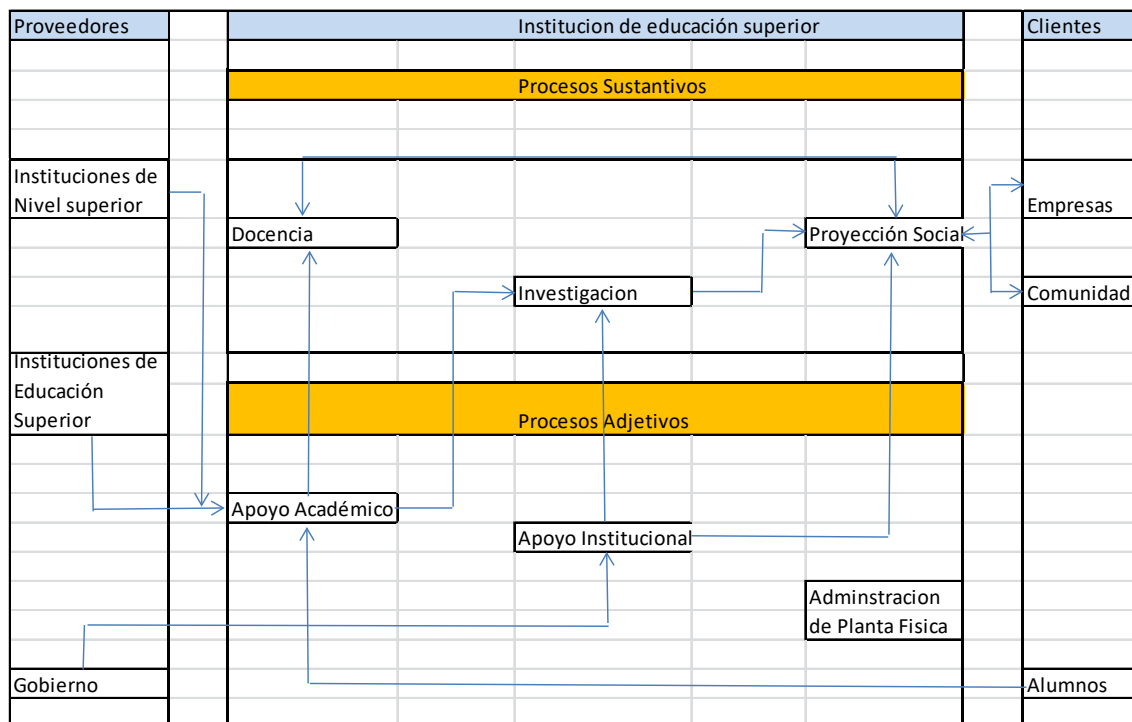 Proveedores
Institucion de educación superior
Clientes
Procesos Sustantivos
Instituciones de
Nivel superior
Empresas
Docencia
Proyección Social
Investigacion
Comunidad
Instituciones de
Educación
Superior
Procesos Adjetivos
Apoyo Académico
Apoyo Institucional
Adminstracion
de Planta Fisica
Gobierno
Alumnos